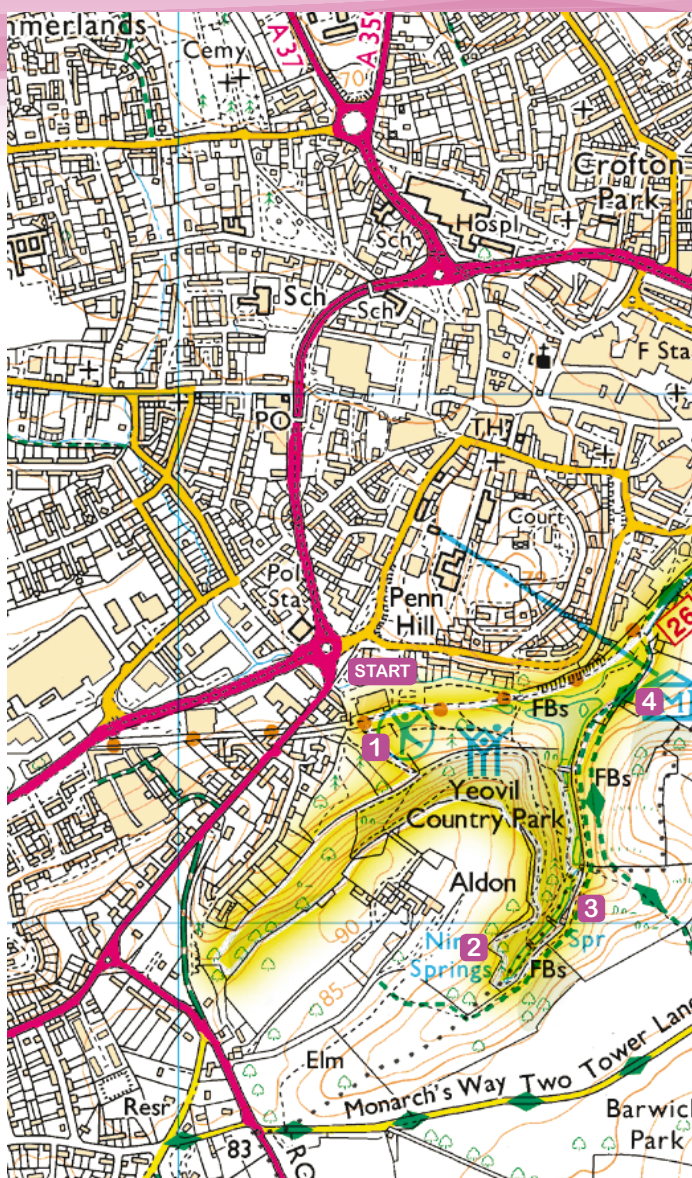 mmerlands
Cemy
A 37
A 359
70
Crofton
Park
Hospl
Sch
Sch
Sch
F Sta
PO
TH
Court
79
Pol
Sta
Penn
Hill
26
START
4
FBs
1
Yeovil
Country Park
FBs
Aldon
3
90
2
Springs
Spr
FBs
85
Elm
Monarch's Way
Two Tower Lane
Resr
Barwick
Park
83